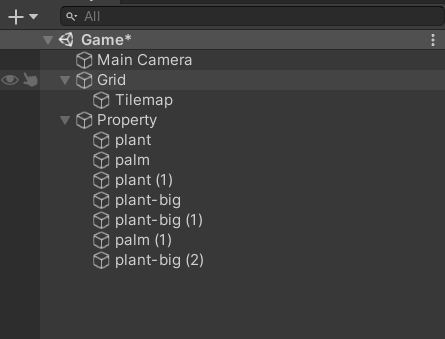 All
Game*
Main Camera
Grid
Tilemap
Property
plant
palm
plant (1)
plant-big
plant-big (1)
palm (1)
plant-big (2)